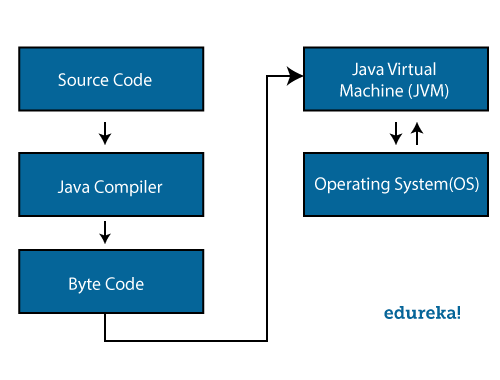 Source Code
Java Compiler
Byte Code
Java Virtual
Machine (JVM)
Operating System(OS)
edureka!